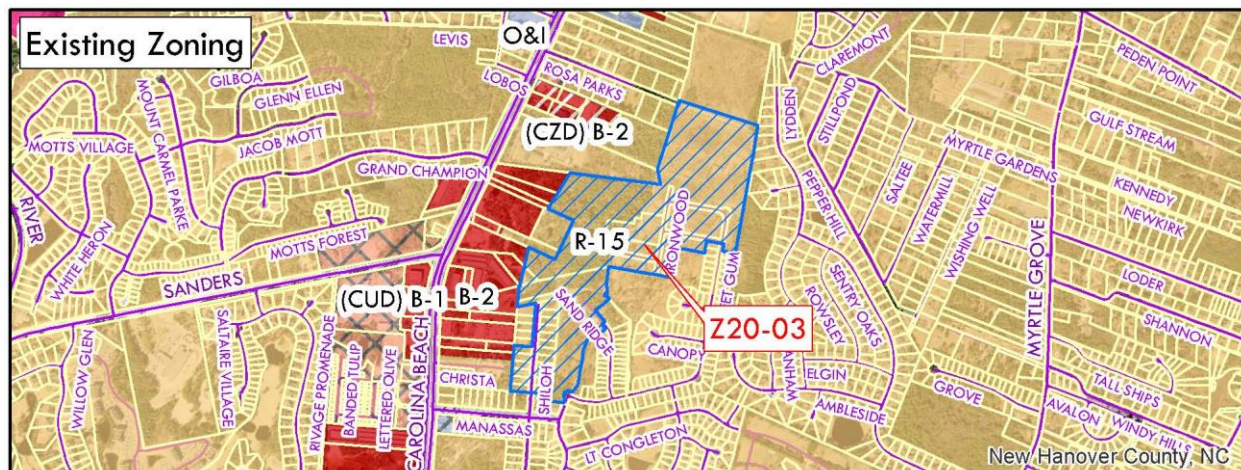 Existing Zoning
LEVIS
O&I
CLAREMONT
PEDEN POINT
GILBOA
GLENN ELLEN
LOBOS
ROSA PARKS
LYDDEN
STILLPOND
GULF STREAM
MOUNT CARMEL PARKE
MOTTS VILLAGE
JACOB MOTT
(CZD) B-2
MYRTLE GARDENS
GRAND CHAMPION
SALTEE
WATERMILL
WISHING WELL
KENNEDY
NEWKIRK
RIVER
WHITE HERON
MOTTS FOREST
R-15
IRONWOOD
PEPPER HILL
MYRTLE GROVE
LODER
SANDERS
(CUD) B-1
B-2
SAND RIDGE
ET GUM
SENTRY OAKS
ROWSLEY
SHANNON
Z20-03
WILLOW GLEN
SALTAIRE VILLAGE
RIVAGE PROMENADE
BANDED TULIP
LETTERED OLIVE
CAROLINA BEACH
CHRISTA
SHILOH
CANOPY
ANNAH
ELGIN
GROVE
TALL SHIPS
MANASSAS
LT CONGLETON
AMBLESIDE
AVALON
WINDY HILLS
New Hanover County, NC